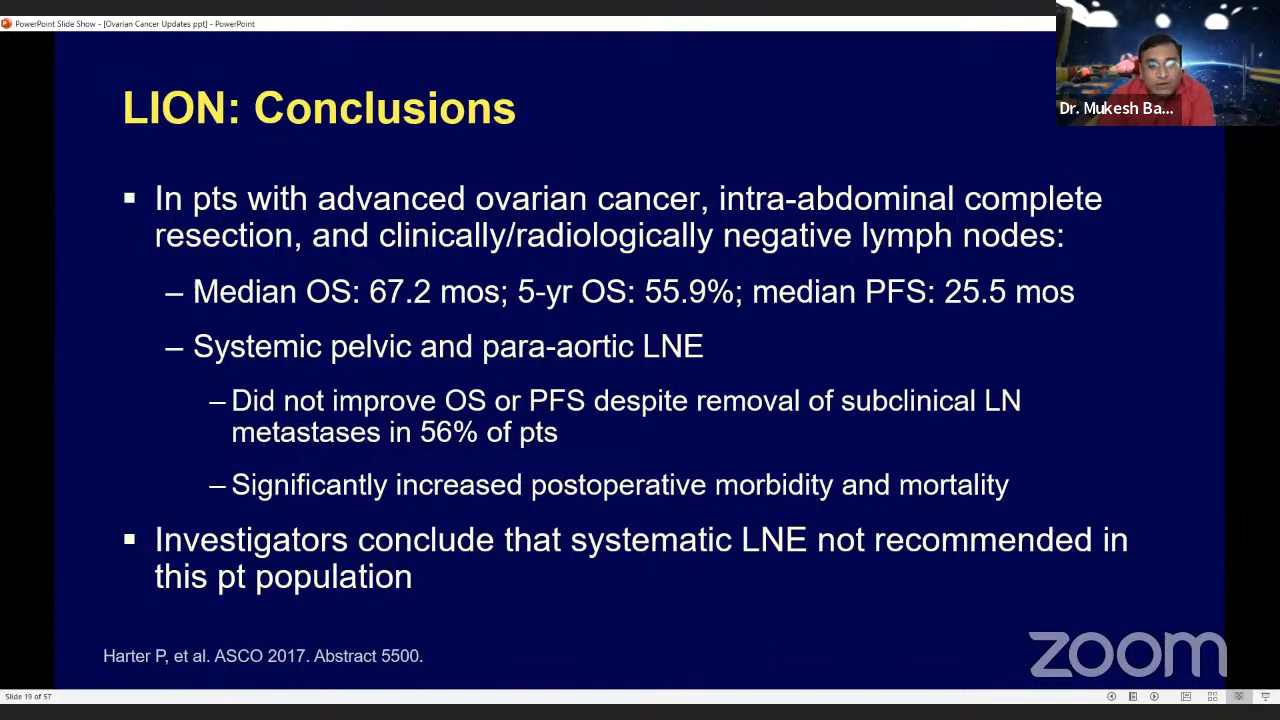 PowerPoint Slide Show - [Ovarian Cancer Updates ppt] - PowerPoint
Dr. Mukesh Ba...
LION: Conclusions
▪ In pts with advanced ovarian cancer, intra-abdominal complete
resection, and clinically/radiologically negative lymph nodes:
– Median OS: 67.2 mos; 5-yr OS: 55.9%; median PFS: 25.5 mos
– Systemic pelvic and para-aortic LNE
– Did not improve OS or PFS despite removal of subclinical LN
metastases in 56% of pts
– Significantly increased postoperative morbidity and mortality
▪ Investigators conclude that systematic LNE not recommended in
this pt population
Harter P, et al. ASCO 2017. Abstract 5500.
zoom
Slide 19 of 57